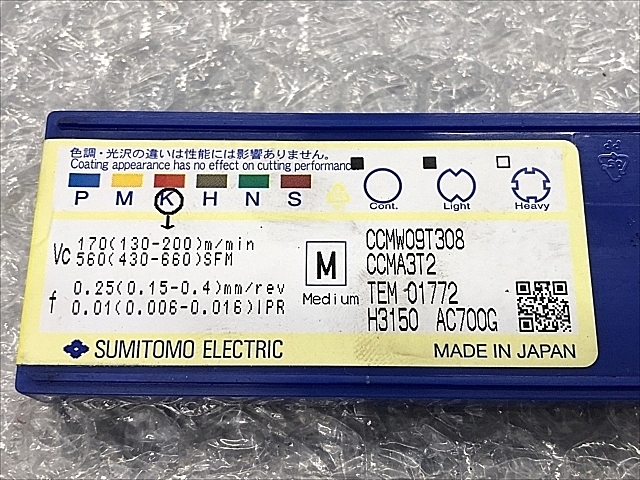 色調・光沢の違いは性能には影響ありません。
Coating appearance has no effect on cutting performance.
P M K H N S
Cont. Light Heavy
Vc 170(130-200)m/min
560(430-660)SFM
f 0.25(0.15-0.4)mm/rev
0.01(0.006-0.016)IPR
M
Medium
CCMW09T308
CCMA3T2
TEM 01772
H3150 AC700G
SUMITOMO ELECTRIC
MADE IN JAPAN